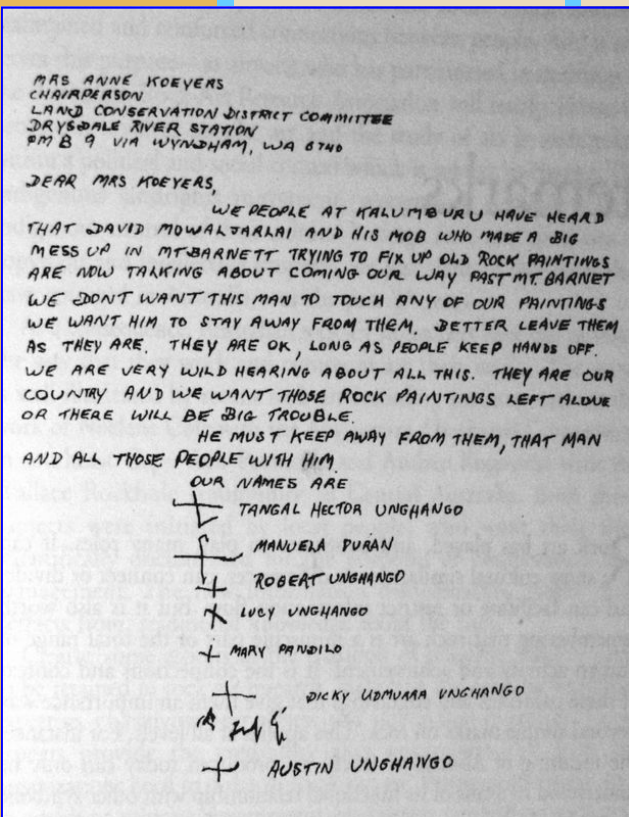 MRS ANNE KOEYERS
CHAIRPERSON
LAND CONSERVATION DISTRICT COMMITTEE
DRYSDALE RIVER STATION
PMB 9 VIA WYNDHAM, WA 6740
DEAR MRS KOEYERS,
WE PEOPLE AT KALUMBURU HAVE HEARD
THAT DAVID MOWALJARLAI AND HIS MOB WHO MADE A BIG
MESS UP IN MT.BARNETT TRYING TO FIX UP OLD ROCK PAINTINGS
ARE NOW TALKING ABOUT COMING OUR WAY PAST MT.BARNET
WE DONT WANT THIS MAN TO TOUCH ANY OF OUR PAINTINGS
WE WANT HIM TO STAY AWAY FROM THEM. BETTER LEAVE THEM
AS THEY ARE. THEY ARE OK, LONG AS PEOPLE KEEP HANDS OFF.
WE ARE VERY WILD HEARING ABOUT ALL THIS. THEY ARE OUR
COUNTRY AND WE WANT THOSE ROCK PAINTINGS LEFT ALONE
OR THERE WILL BE BIG TROUBLE.
HE MUST KEEP AWAY FROM THEM, THAT MAN
AND ALL THOSE PEOPLE WITH HIM.
OUR NAMES ARE
TANGAL HECTOR UNGHANGO
MANUELA PURAN
ROBERT UNGHANGO
LUCY UNGHANGO
MARY PANDILO
DICKY UDMURRA UNGHANGO
AUSTIN UNGHANGO